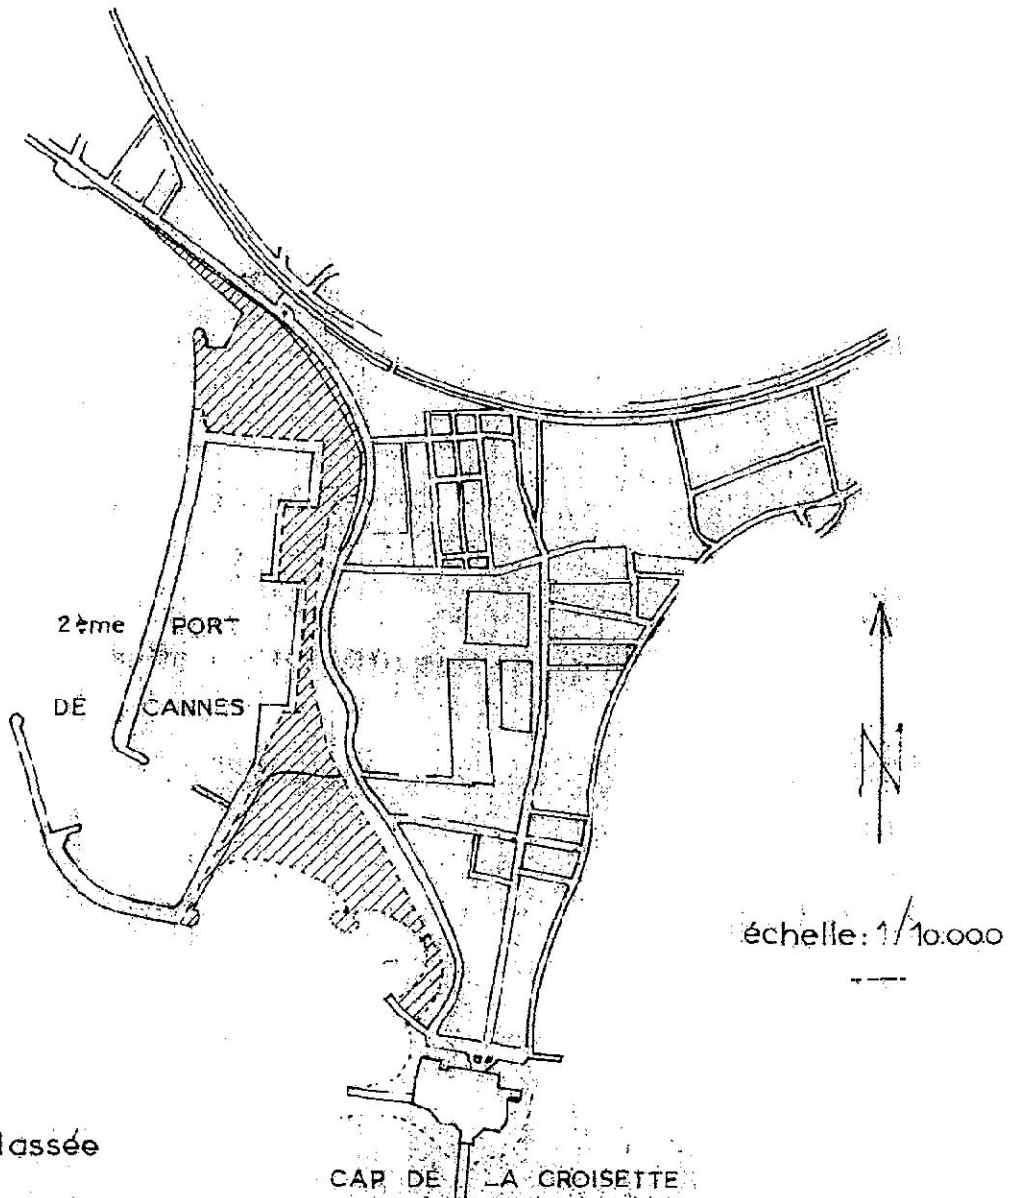 2ème PORT
DE CANNES
N
échelle: 1/10.000
lassée
CAP DE LA CROISETTE